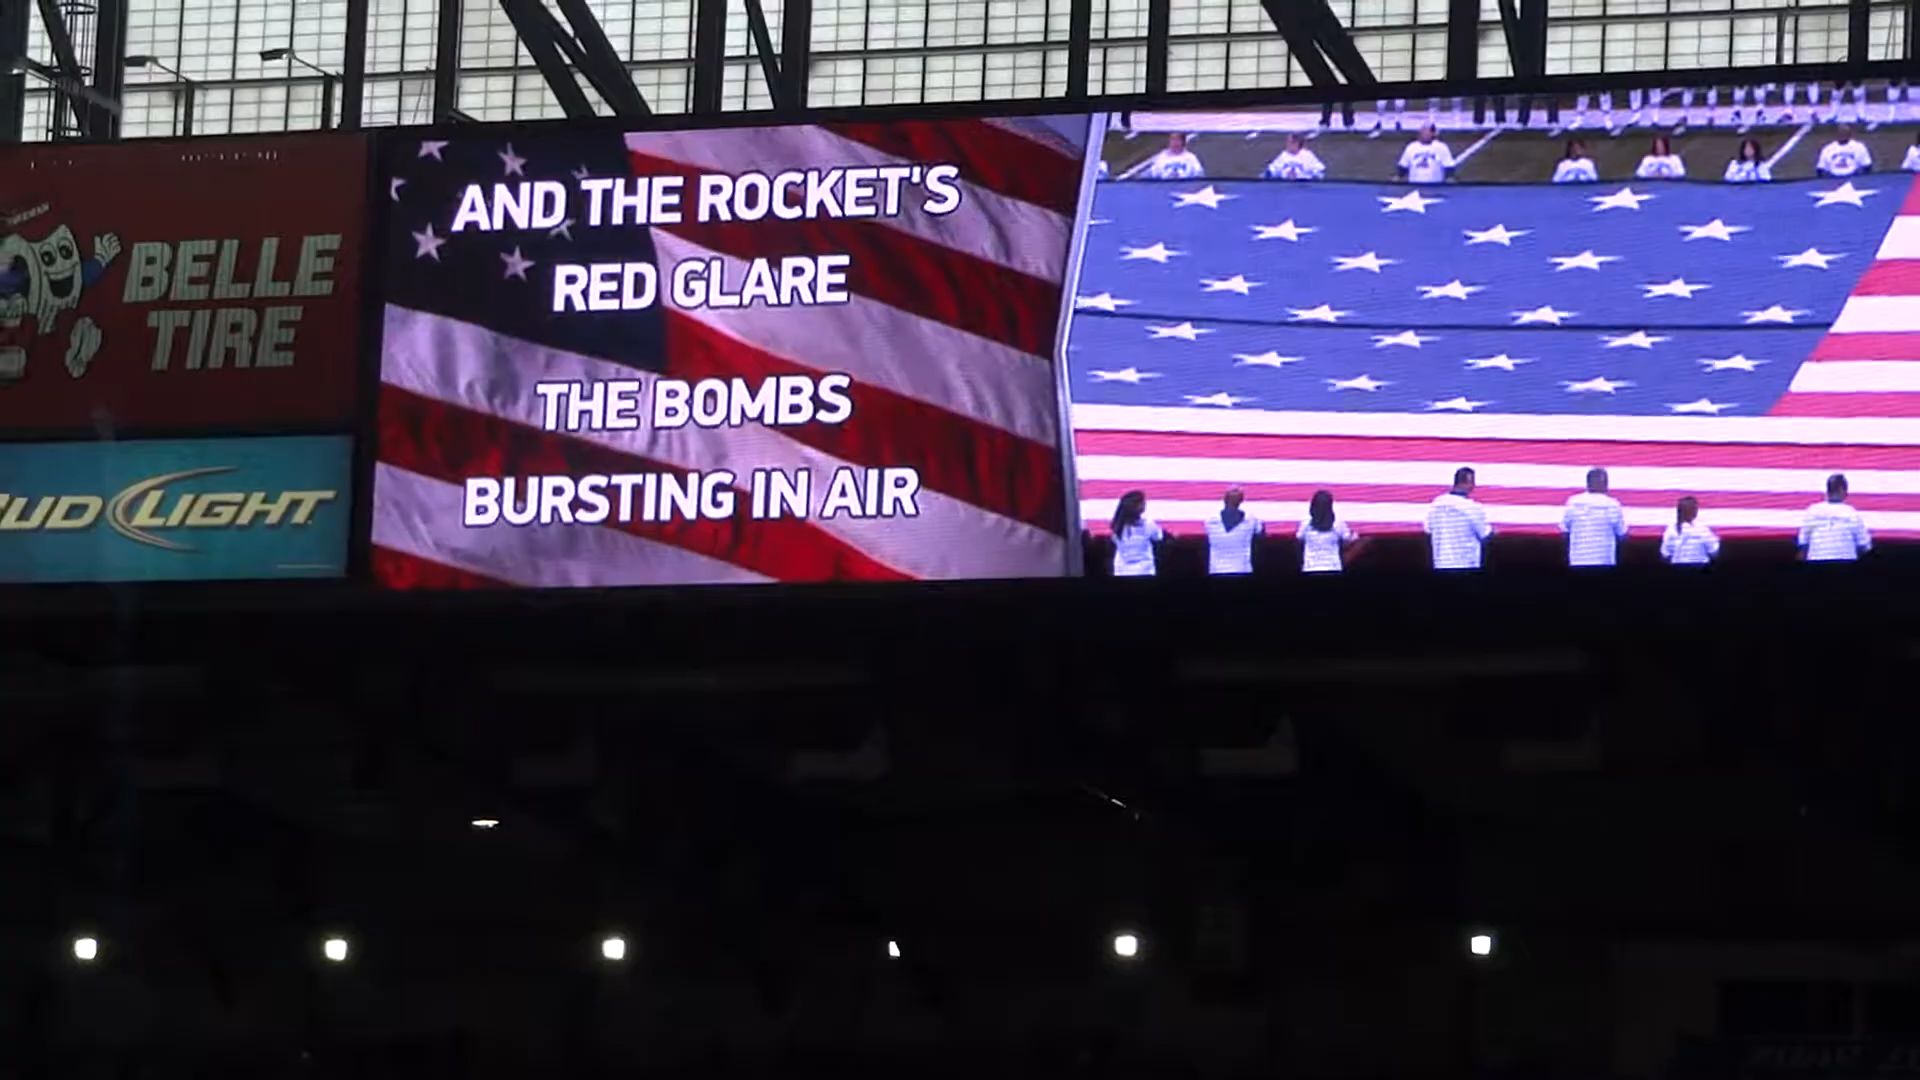 BELLE
TIRE
BUD LIGHT
AND THE ROCKET'S
RED GLARE
THE BOMBS
BURSTING IN AIR